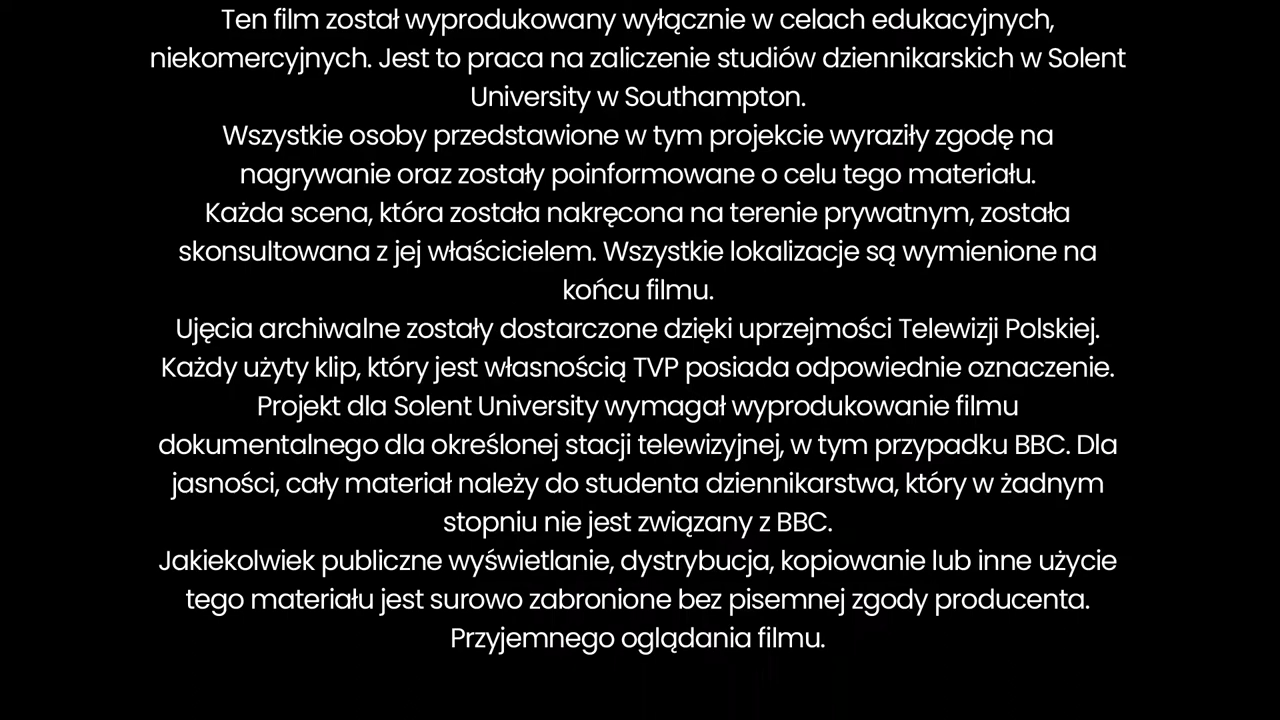 Ten film został wyprodukowany wyłącznie w celach edukacyjnych,
niekomercyjnych. Jest to praca na zaliczenie studiów dziennikarskich w Solent
University w Southampton.
Wszystkie osoby przedstawione w tym projekcie wyraziły zgodę na
nagrywanie oraz zostały poinformowane o celu tego materiału.
Każda scena, która została nakręcona na terenie prywatnym, została
skonsultowana z jej właścicielem. Wszystkie lokalizacje są wymienione na
końcu filmu.
Ujęcia archiwalne zostały dostarczone dzięki uprzejmości Telewizji Polskiej.
Każdy użyty klip, który jest własnością TVP posiada odpowiednie oznaczenie.
Projekt dla Solent University wymagał wyprodukowanie filmu
dokumentalnego dla określonej stacji telewizyjnej, w tym przypadku BBC. Dla
jasności, cały materiał należy do studenta dziennikarstwa, który w żadnym
stopniu nie jest związany z BBC.
Jakiekolwiek publiczne wyświetlanie, dystrybucja, kopiowanie lub inne użycie
tego materiału jest surowo zabronione bez pisemnej zgody producenta.
Przyjemnego oglądania filmu.